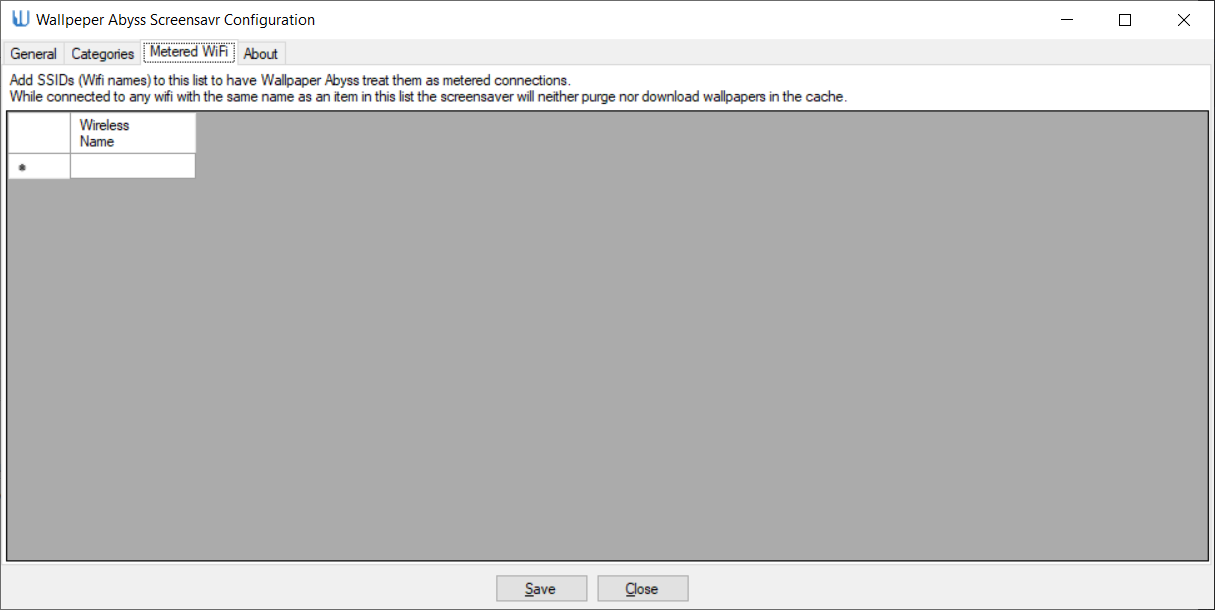 Wallpeper Abyss Screensavr Configuration
General Categories Metered WiFi About
Add SSIDs (Wifi names) to this list to have Wallpaper Abyss treat them as metered connections.
While connected to any wifi with the same name as an item in this list the screensaver will neither purge nor download wallpapers in the cache.
Wireless
Name
Save Close